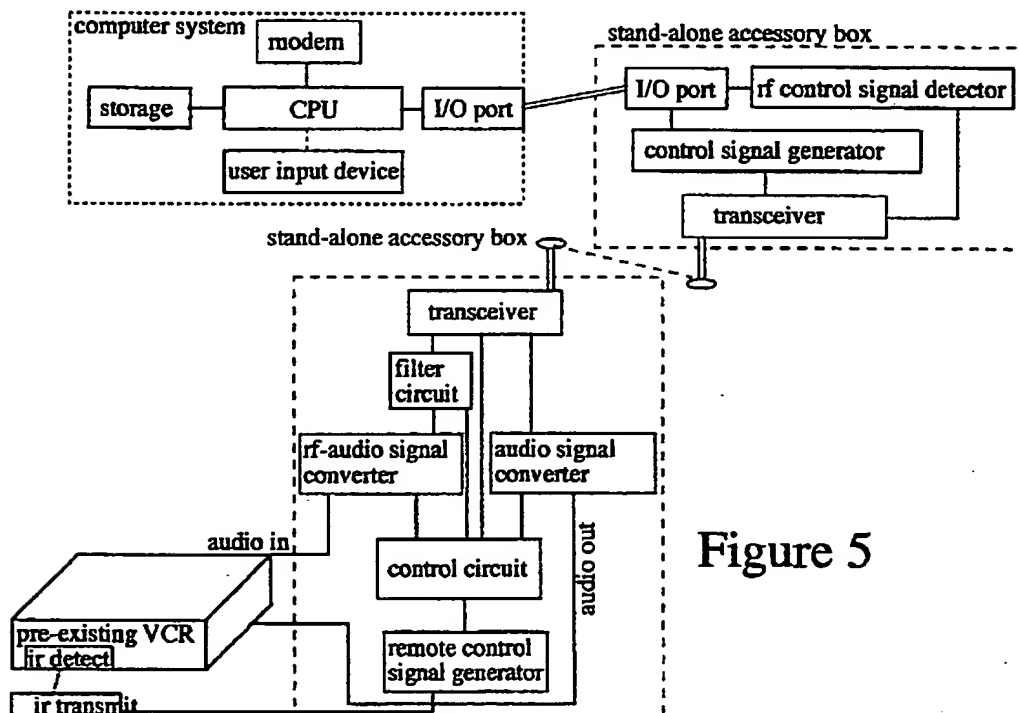 computer system
modem
storage
CPU
I/O port
user input device
stand-alone accessory box
I/O port
rf control signal detector
control signal generator
transceiver
stand-alone accessory box
transceiver
filter
circuit
rf-audio signal
converter
audio signal
converter
audio in
audio out
control circuit
Figure 5
pre-existing VCR
ir detect
remote control
signal generator
ir transmit